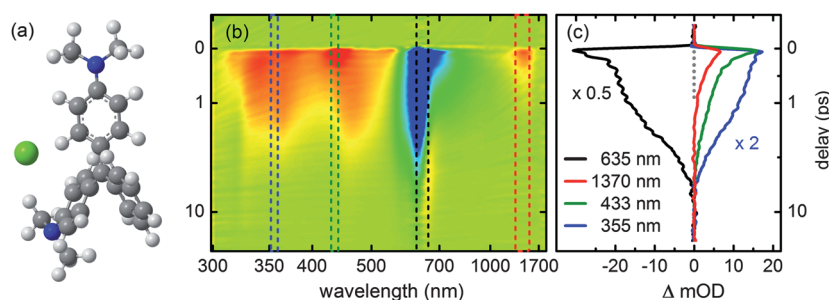 (a)
(b)
(c)
0
1
10
300 350 400 500 700 1000 1700
wavelength (nm)
x 0.5
x 2
635 nm
1370 nm
433 nm
355 nm
-20 -10 0 10 20
Δ mOD
0
1
10
delay (ps)